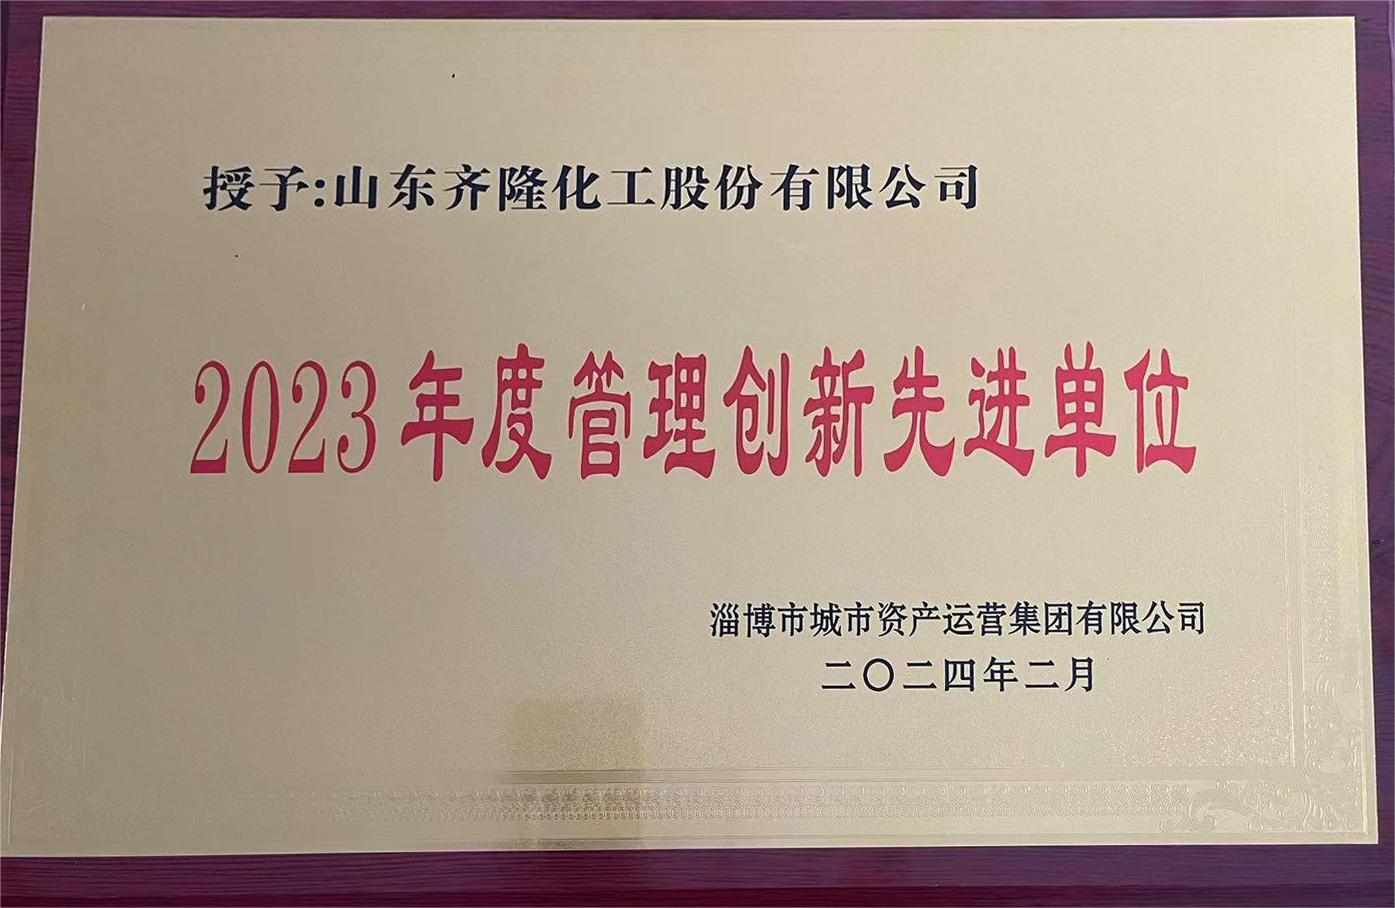 授予:山东齐隆化工股份有限公司
2023年度管理创新先进单位
淄博市城市资产运营集团有限公司
二〇二四年二月